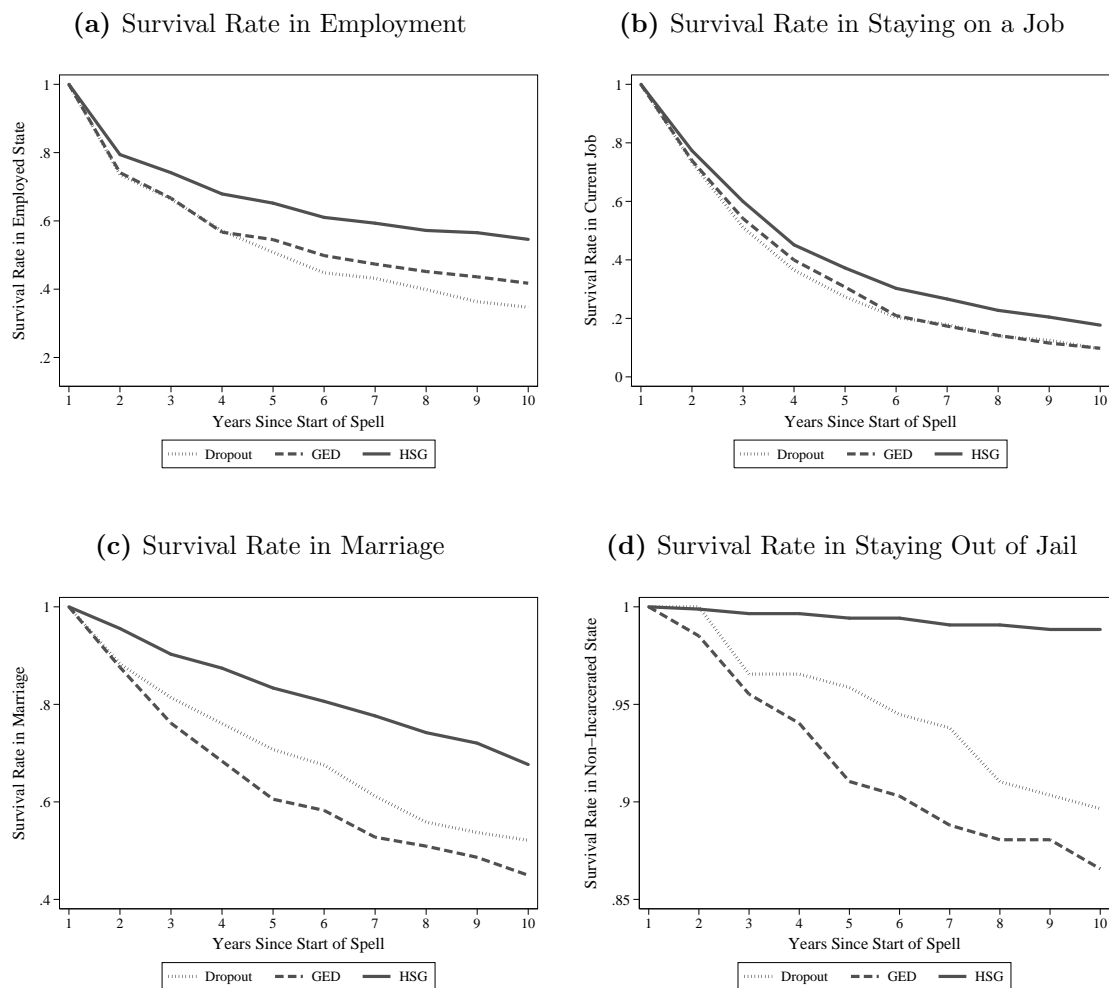 (a) Survival Rate in Employment
Survival Rate in Employed State
1
.8
.6
.4
.2
1 2 3 4 5 6 7 8 9 10
Years Since Start of Spell
Dropout GED HSG
(b) Survival Rate in Staying on a Job
Survival Rate in Current Job
1
.8
.6
.4
.2
0
1 2 3 4 5 6 7 8 9 10
Years Since Start of Spell
Dropout GED HSG
(c) Survival Rate in Marriage
Survival Rate in Marriage
1
.8
.6
.4
1 2 3 4 5 6 7 8 9 10
Years Since Start of Spell
Dropout GED HSG
(d) Survival Rate in Staying Out of Jail
Survival Rate in Non−Incarcerated State
1
.95
.9
.85
1 2 3 4 5 6 7 8 9 10
Years Since Start of Spell
Dropout GED HSG